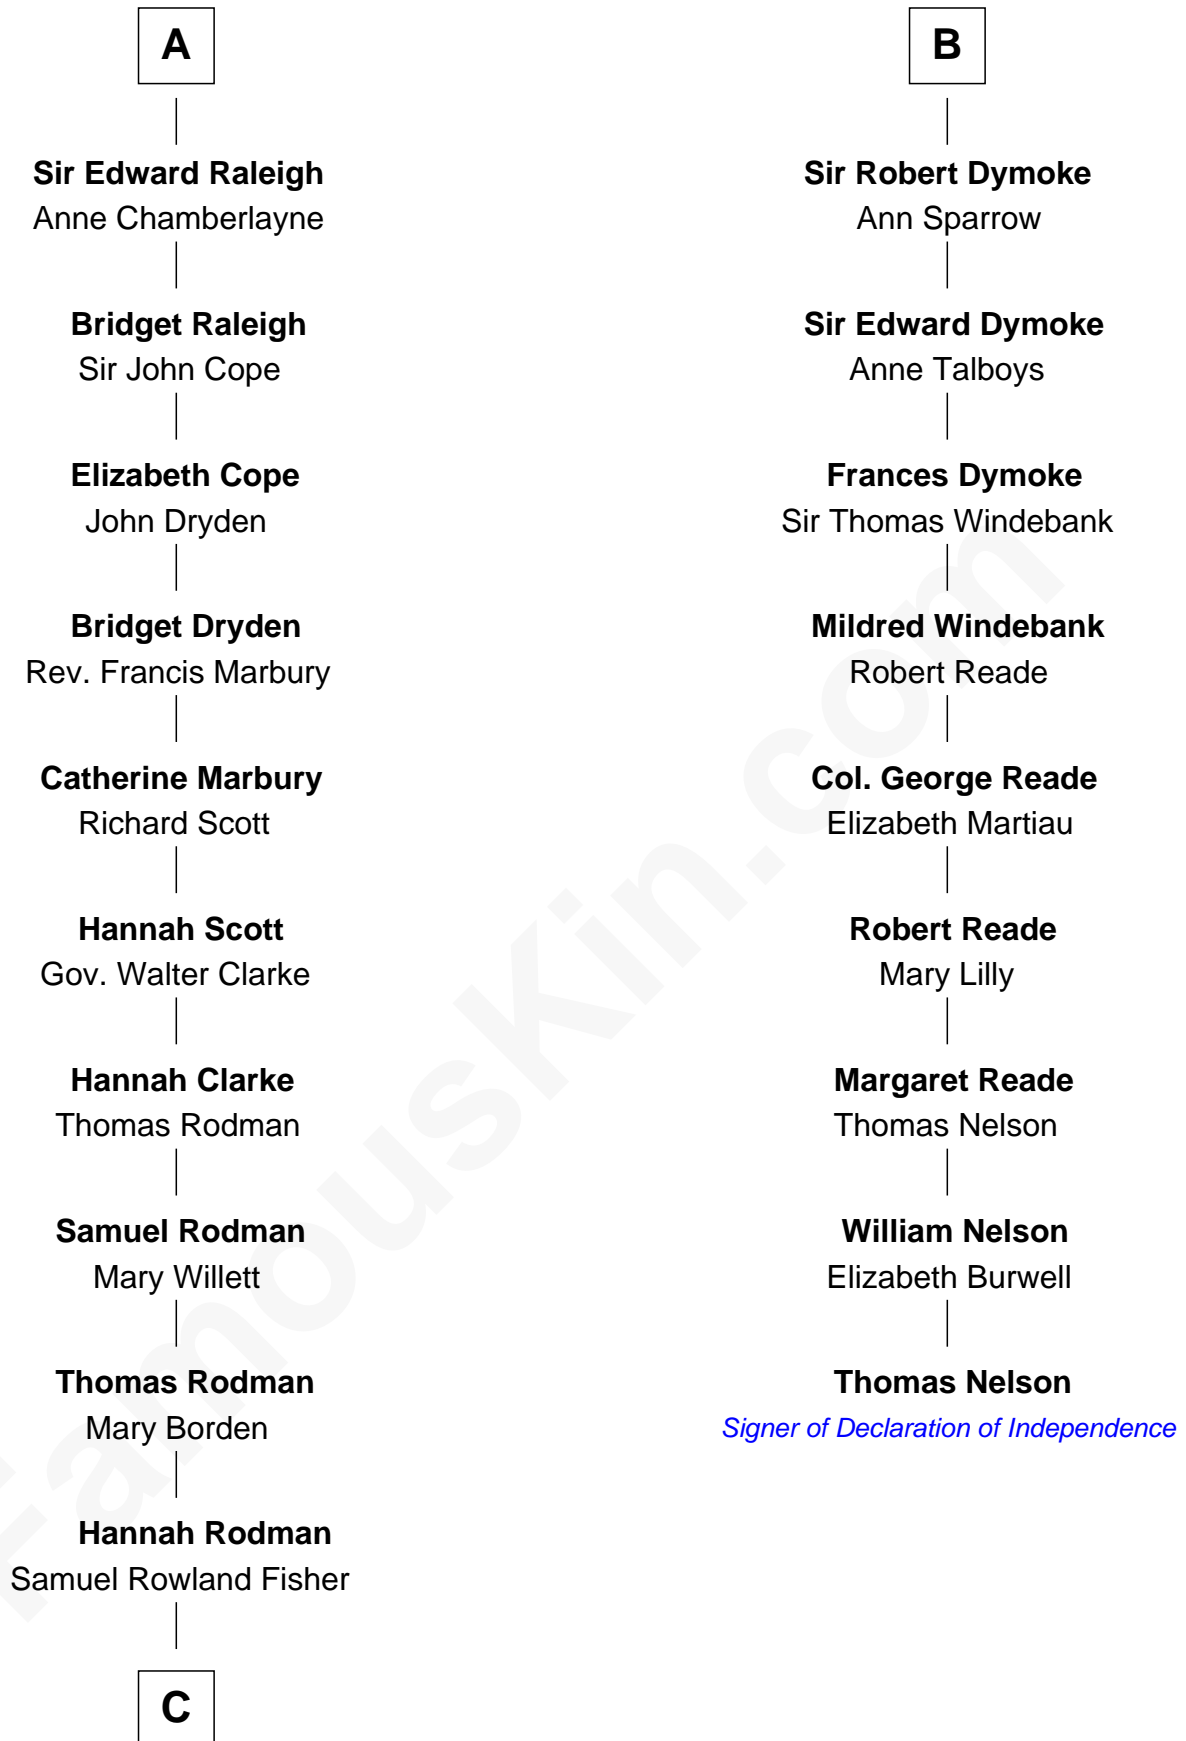 A
Sir Edward Raleigh
Anne Chamberlayne
Bridget Raleigh
Sir John Cope
Elizabeth Cope
John Dryden
Bridget Dryden
Rev. Francis Marbury
Catherine Marbury
Richard Scott
Hannah Scott
Gov. Walter Clarke
Hannah Clarke
Thomas Rodman
Samuel Rodman
Mary Willett
Thomas Rodman
Mary Borden
Hannah Rodman
Samuel Rowland Fisher
C
B
Sir Robert Dymoke
Ann Sparrow
Sir Edward Dymoke
Anne Talboys
Frances Dymoke
Sir Thomas Windebank
Mildred Windebank
Robert Reade
Col. George Reade
Elizabeth Martiau
Robert Reade
Mary Lilly
Margaret Reade
Thomas Nelson
William Nelson
Elizabeth Burwell
Thomas Nelson
Signer of Declaration of Independence
FamousKin.com